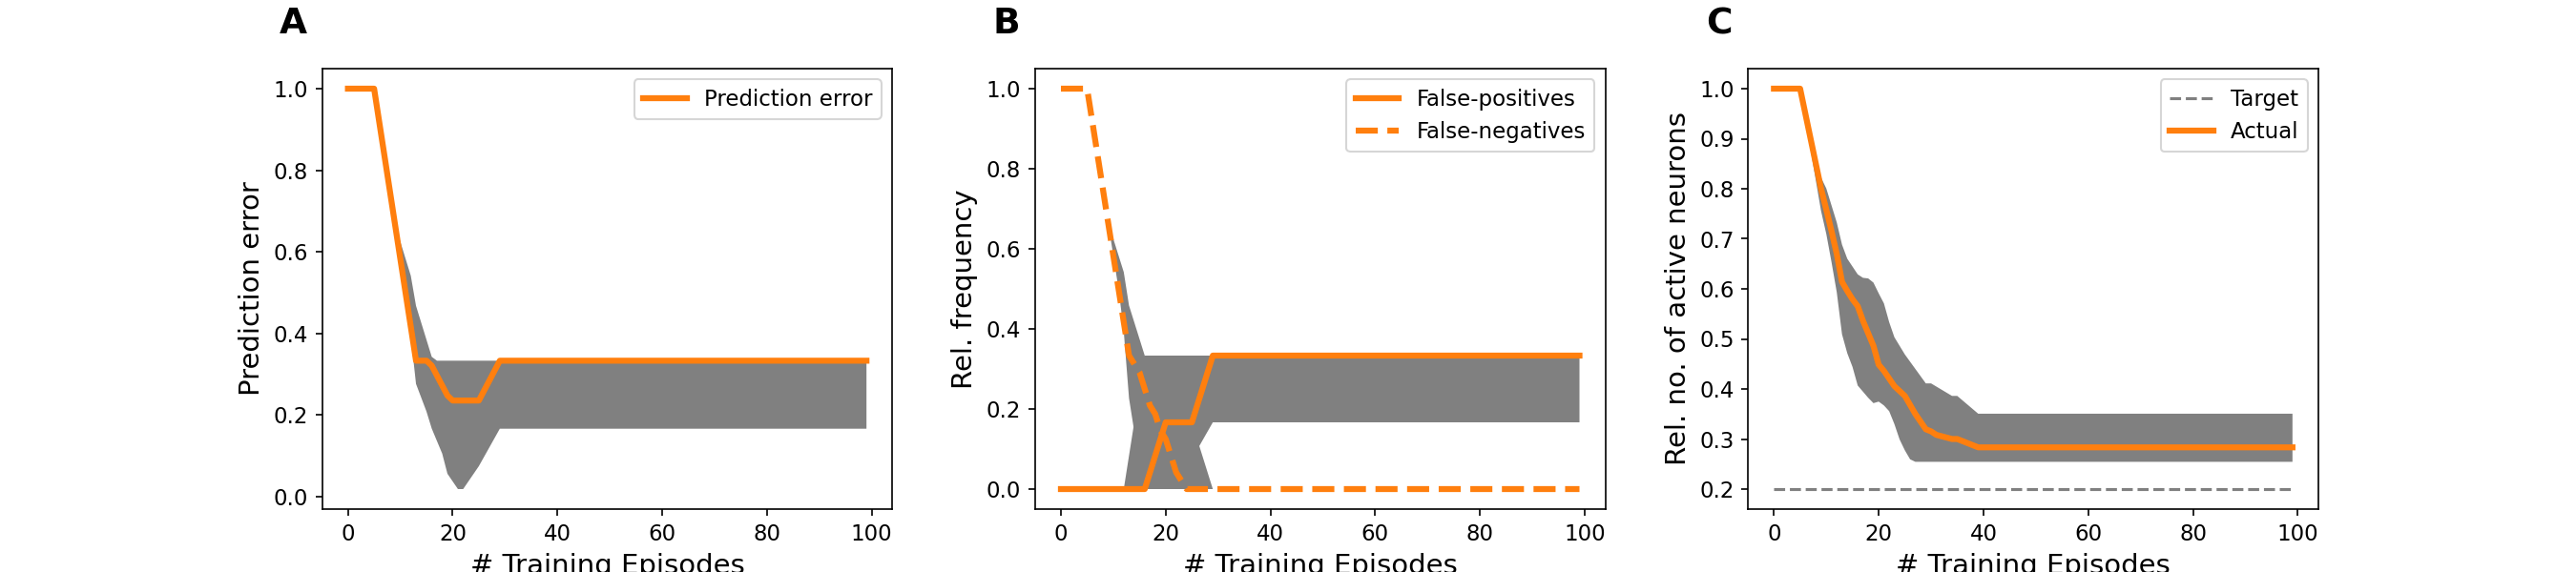 A
Prediction error
1.0
0.8
0.6
0.4
0.2
0.0
Prediction error
0 20 40 60 80 100
# Training Episodes
B
False-positives
False-negatives
1.0
0.8
0.6
0.4
0.2
0.0
Rel. frequency
0 20 40 60 80 100
# Training Episodes
C
Target
Actual
1.0
0.9
0.8
0.7
0.6
0.5
0.4
0.3
0.2
Rel. no. of active neurons
0 20 40 60 80 100
# Training Episodes